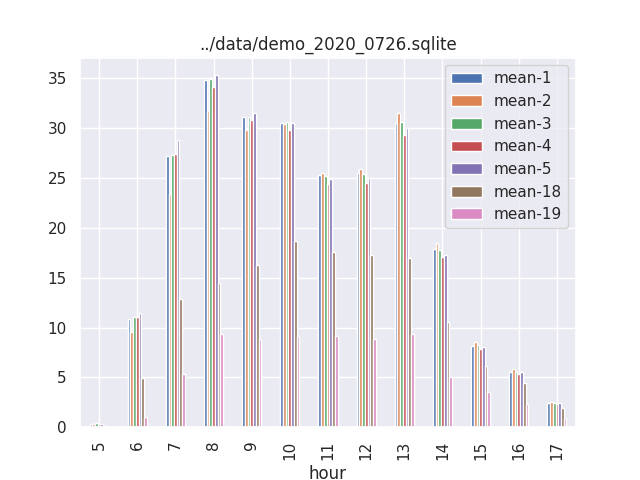 ../data/demo_2020_0726.sqlite
35
30
25
20
15
10
5
0
mean-1
mean-2
mean-3
mean-4
mean-5
mean-18
mean-19
5 6 7 8 9 10 11 12 13 14 15 16 17
hour